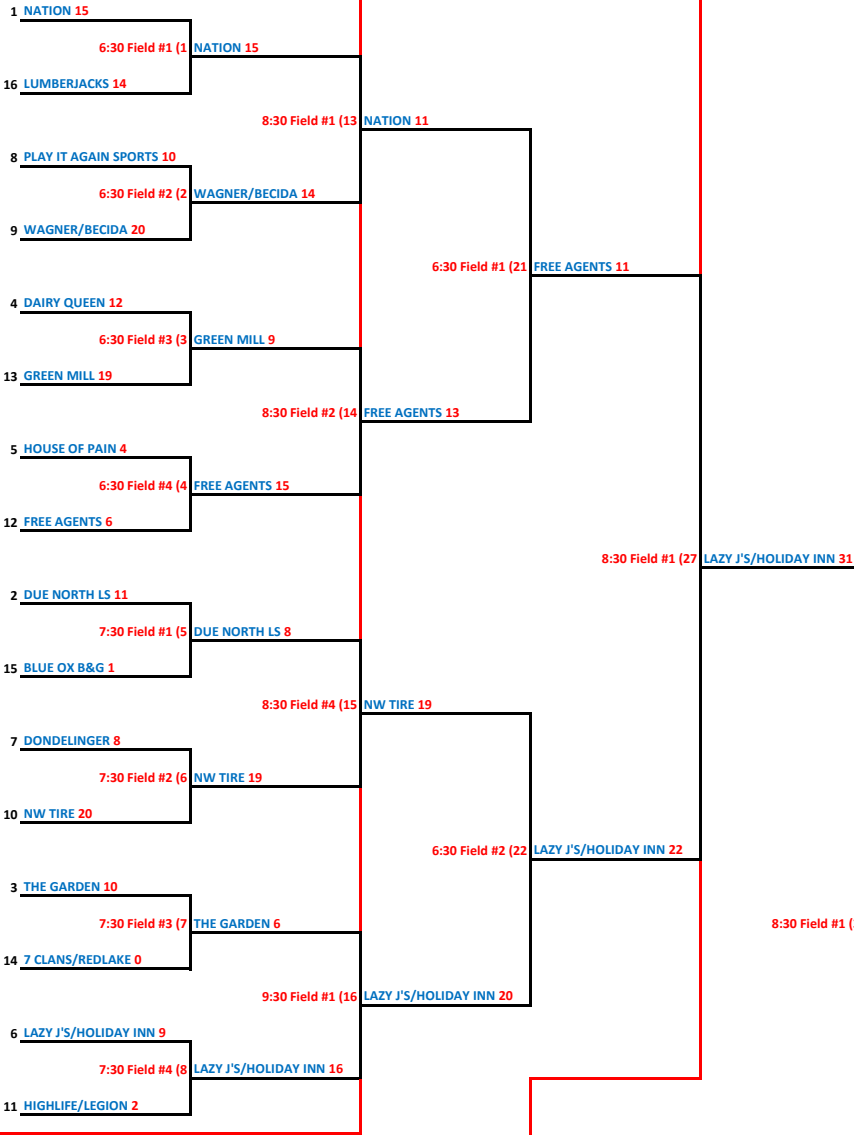 1 NATION 15
6:30 Field #1 (1 NATION 15
16 LUMBERJACKS 14
8:30 Field #1 (13 NATION 11
8 PLAY IT AGAIN SPORTS 10
6:30 Field #2 (2 WAGNER/BECIDA 14
9 WAGNER/BECIDA 20
6:30 Field #1 (21 FREE AGENTS 11
4 DAIRY QUEEN 12
6:30 Field #3 (3 GREEN MILL 9
13 GREEN MILL 19
8:30 Field #2 (14 FREE AGENTS 13
5 HOUSE OF PAIN 4
6:30 Field #4 (4 FREE AGENTS 15
12 FREE AGENTS 6
8:30 Field #1 (27 LAZY J'S/HOLIDAY INN 31
2 DUE NORTH LS 11
7:30 Field #1 (5 DUE NORTH LS 8
15 BLUE OX B&G 1
8:30 Field #4 (15 NW TIRE 19
7 DONDELINGER 8
7:30 Field #2 (6 NW TIRE 19
10 NW TIRE 20
6:30 Field #2 (22 LAZY J'S/HOLIDAY INN 22
3 THE GARDEN 10
7:30 Field #3 (7 THE GARDEN 6
8:30 Field #1 (
14 7 CLANS/REDLAKE 0
9:30 Field #1 (16 LAZY J'S/HOLIDAY INN 20
6 LAZY J'S/HOLIDAY INN 9
7:30 Field #4 (8 LAZY J'S/HOLIDAY INN 16
11 HIGHLIFE/LEGION 2